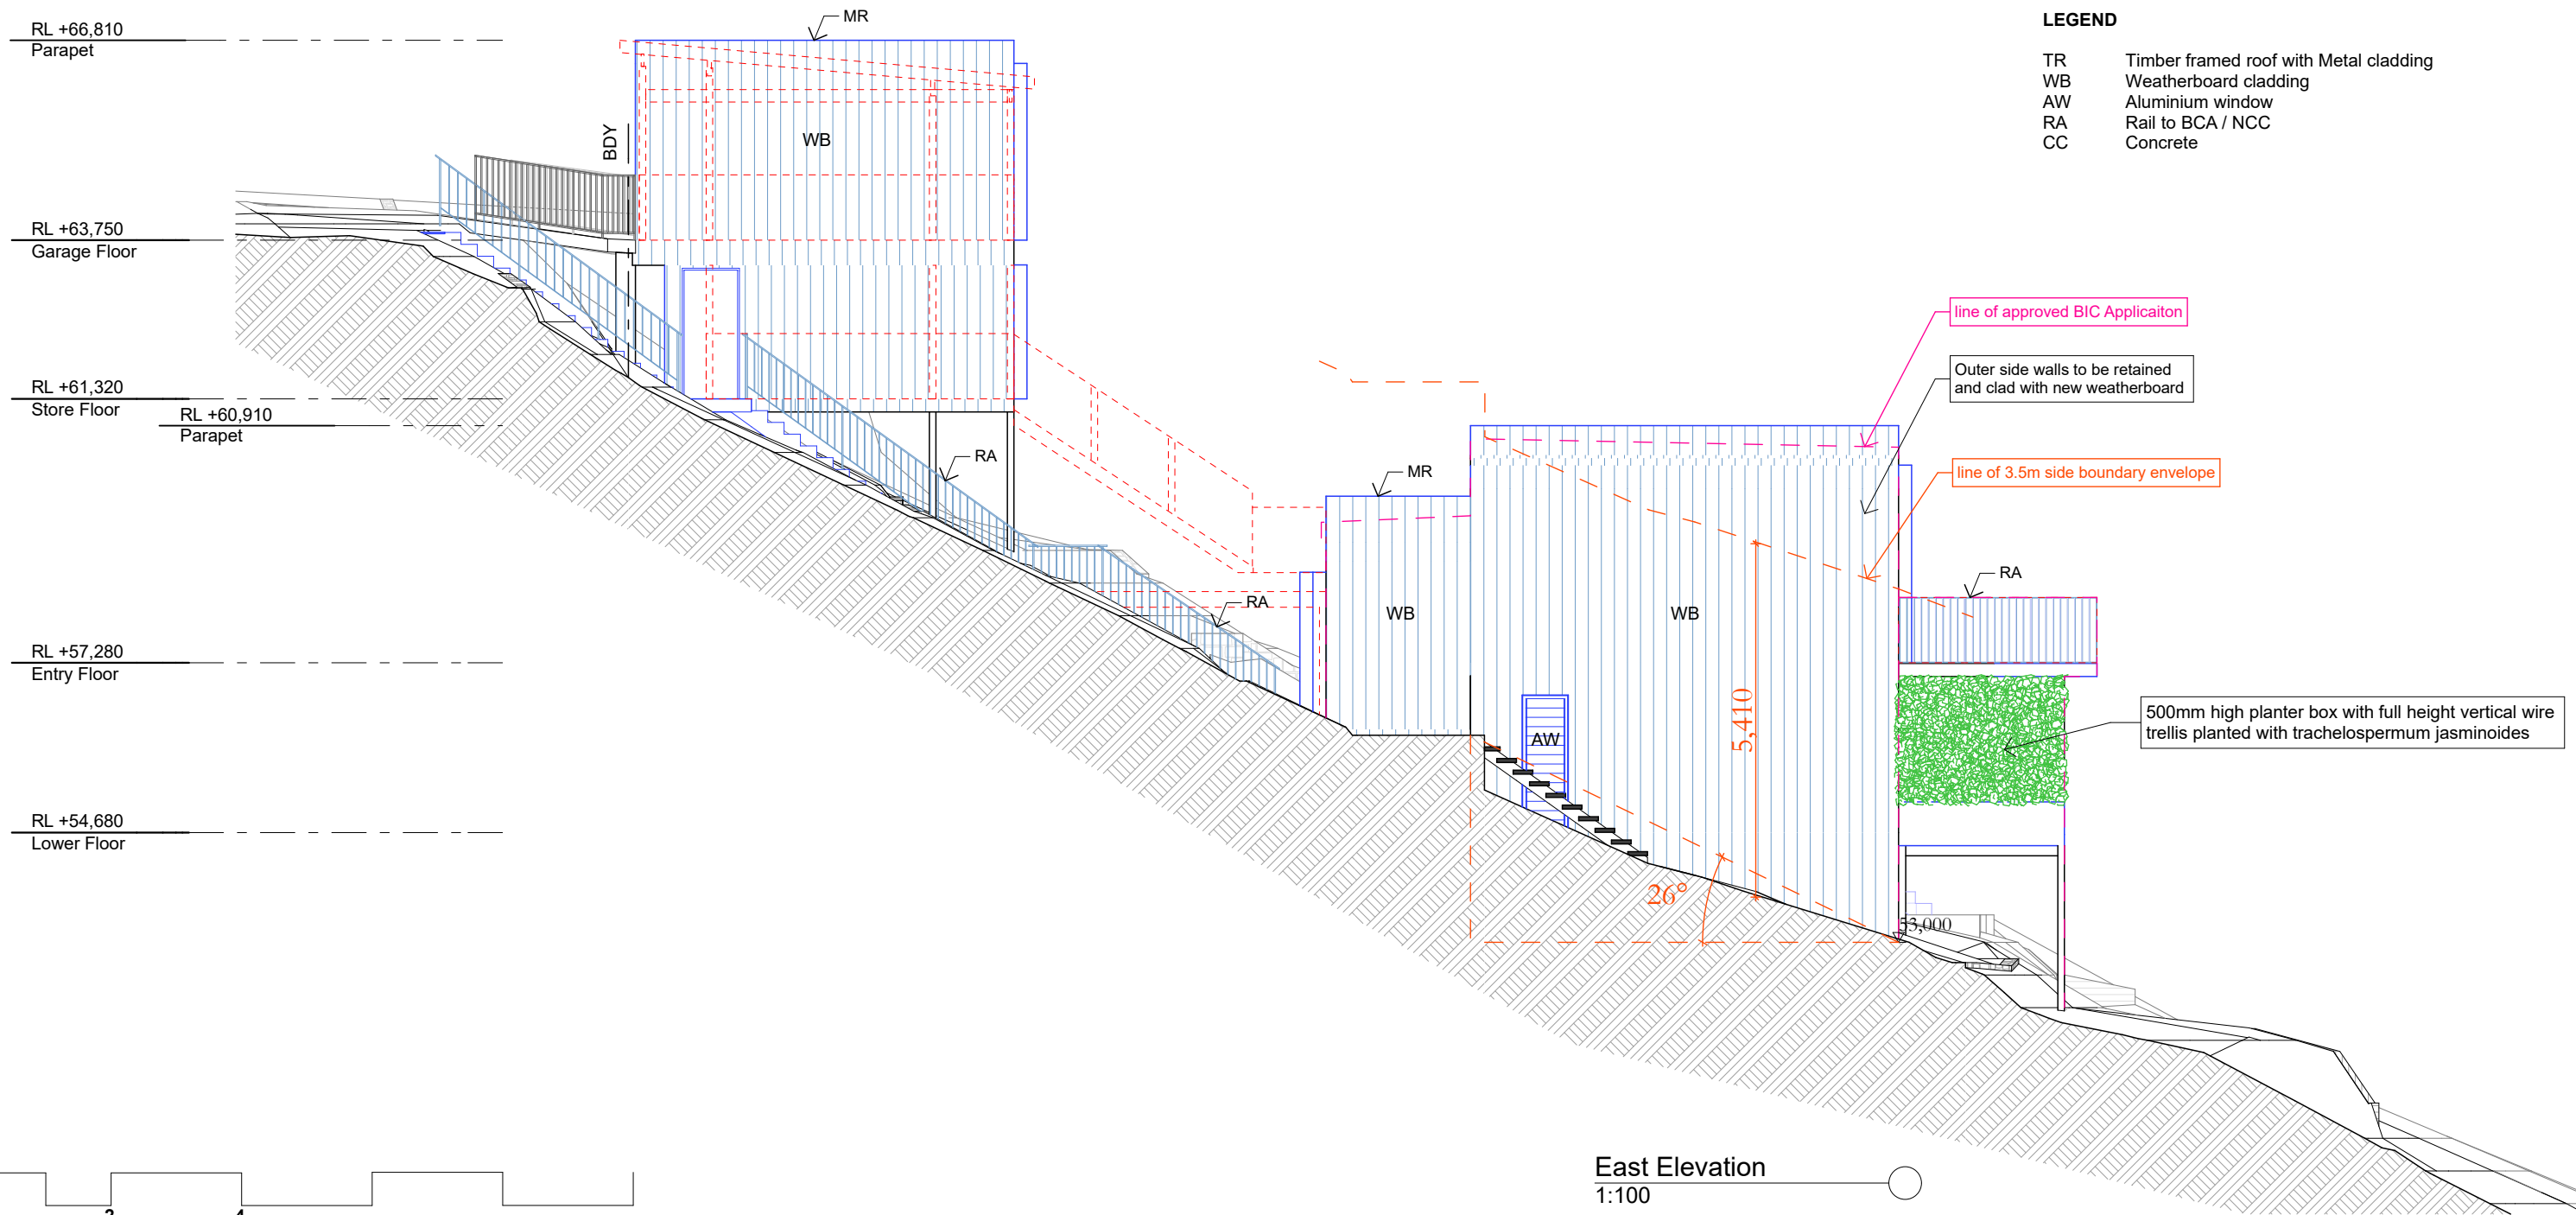 RL +66,810
Parapet
MR
LEGEND
TR Timber framed roof with Metal cladding
WB Weatherboard cladding
AW Aluminium window
RA Rail to BCA / NCC
CC Concrete
BDY
WB
RL +63,750
Garage Floor
line of approved BIC Applicaiton
Outer side walls to be retained
and clad with new weatherboard
RL +61,320
Store Floor
RL +60,910
Parapet
RA
MR
line of 3.5m side boundary envelope
RA
RA
WB
WB
RL +57,280
Entry Floor
5,410
AW
500mm high planter box with full height vertical wire
trellis planted with trachelospermum jasminoides
RL +54,680
Lower Floor
26°
53,000
East Elevation
1:100